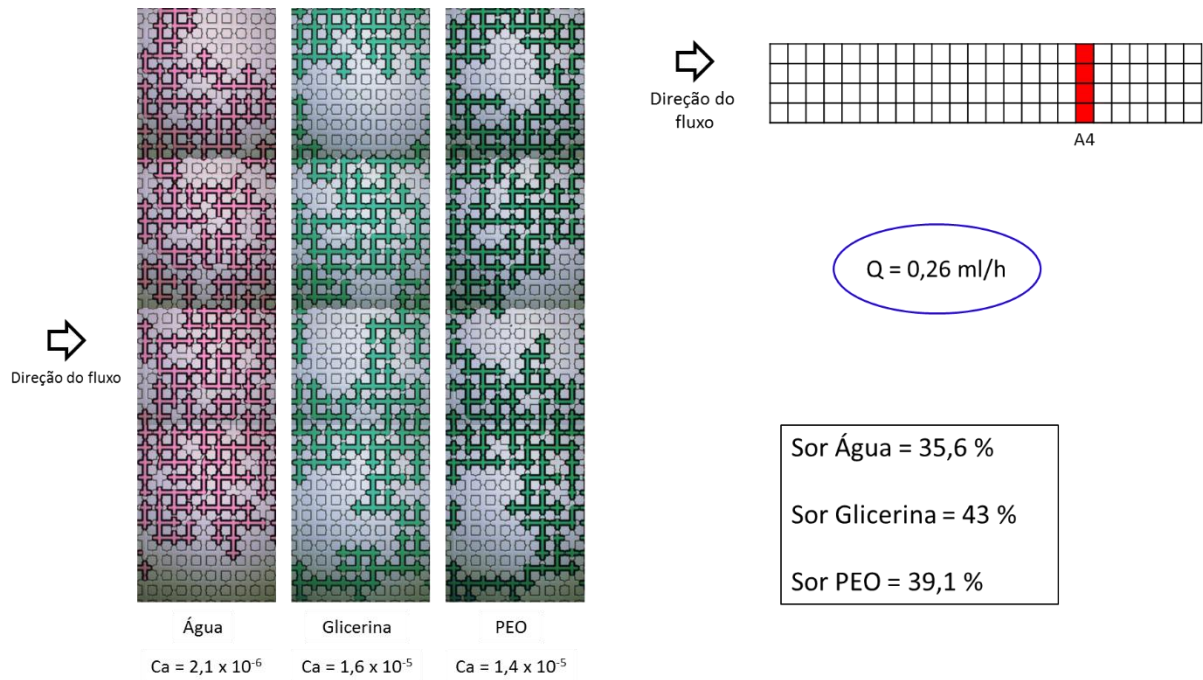 Direção do fluxo
Água
Glicerina
PEO
Ca = 2,1 x 10⁻⁶
Ca = 1,6 x 10⁻⁵
Ca = 1,4 x 10⁻⁵
Direção do
fluxo
A4
Q = 0,26 ml/h
Sor Água = 35,6 %
Sor Glicerina = 43 %
Sor PEO = 39,1 %